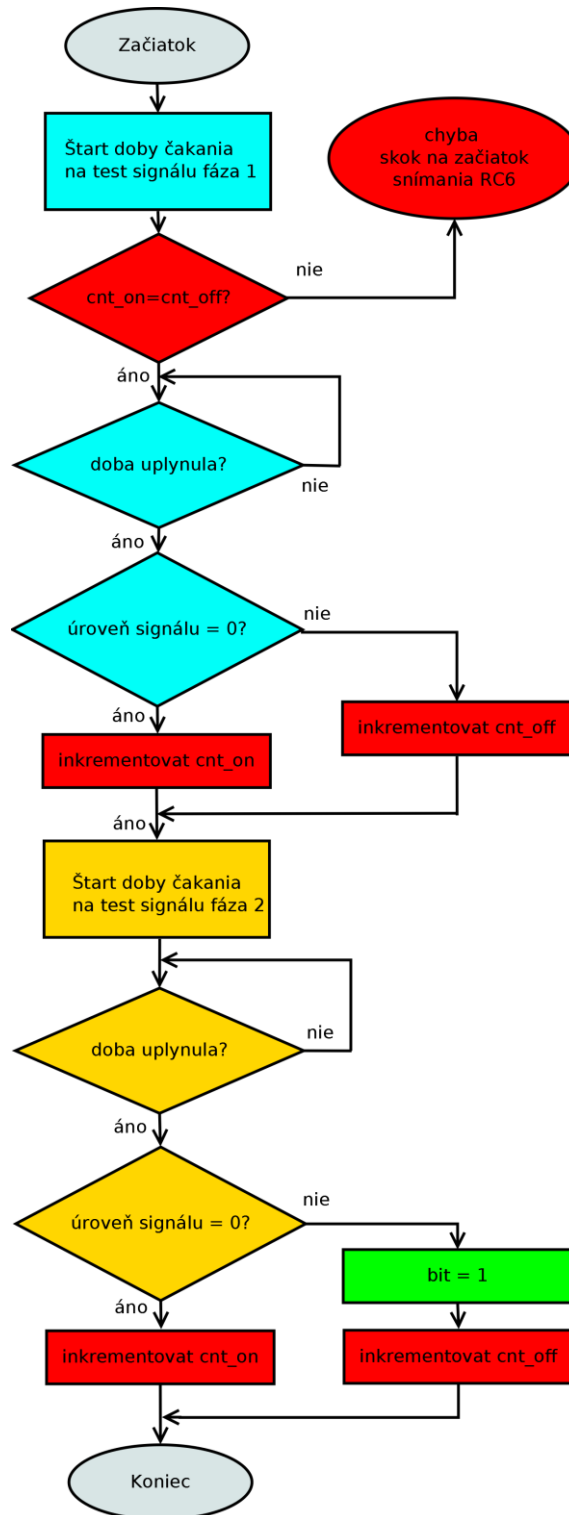 Začiatok
Štart doby čakania
na test signálu fáza 1
chyba
skok na začiatok
snímania RC6
nie
cnt_on=cnt_off?
áno
doba uplynula?
nie
áno
úroveň signálu = 0?
nie
áno
inkrementovat cnt_on
inkrementovat cnt_off
áno
Štart doby čakania
na test signálu fáza 2
nie
doba uplynula?
áno
úroveň signálu = 0?
nie
bit = 1
áno
inkrementovat cnt_on
inkrementovat cnt_off
Koniec